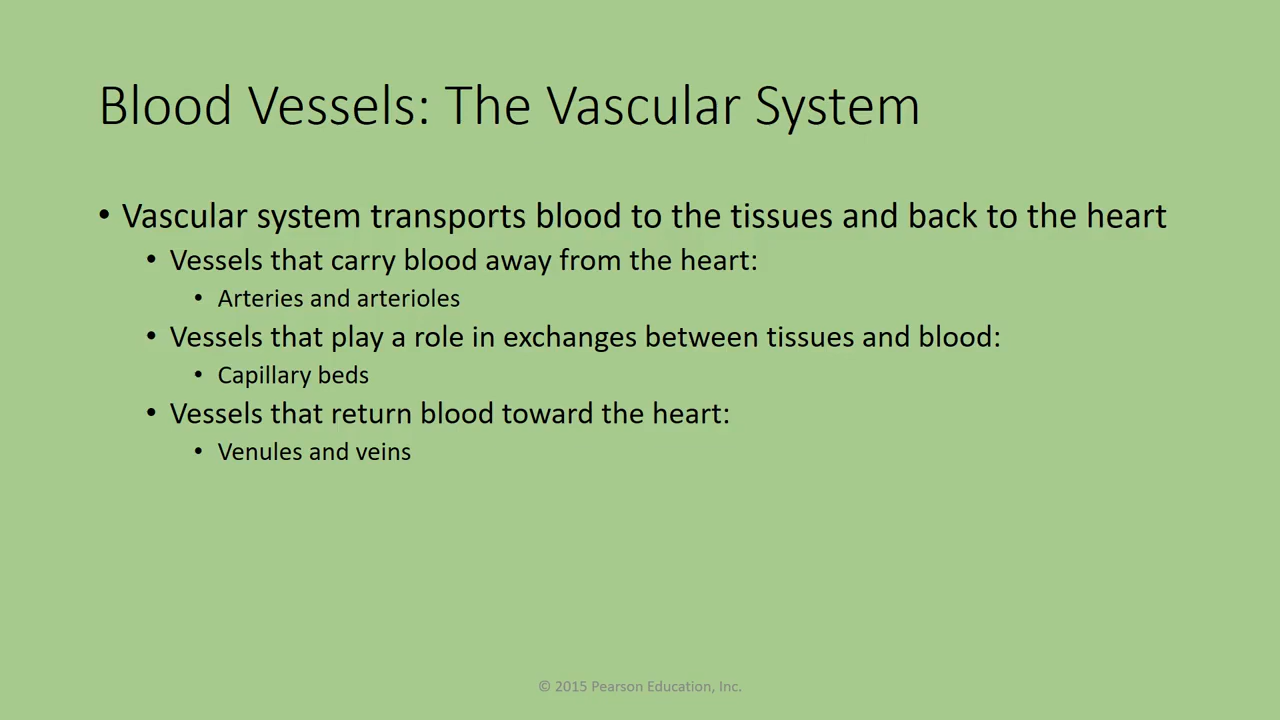 Blood Vessels: The Vascular System
• Vascular system transports blood to the tissues and back to the heart
• Vessels that carry blood away from the heart:
• Arteries and arterioles
• Vessels that play a role in exchanges between tissues and blood:
• Capillary beds
• Vessels that return blood toward the heart:
• Venules and veins
© 2015 Pearson Education, Inc.